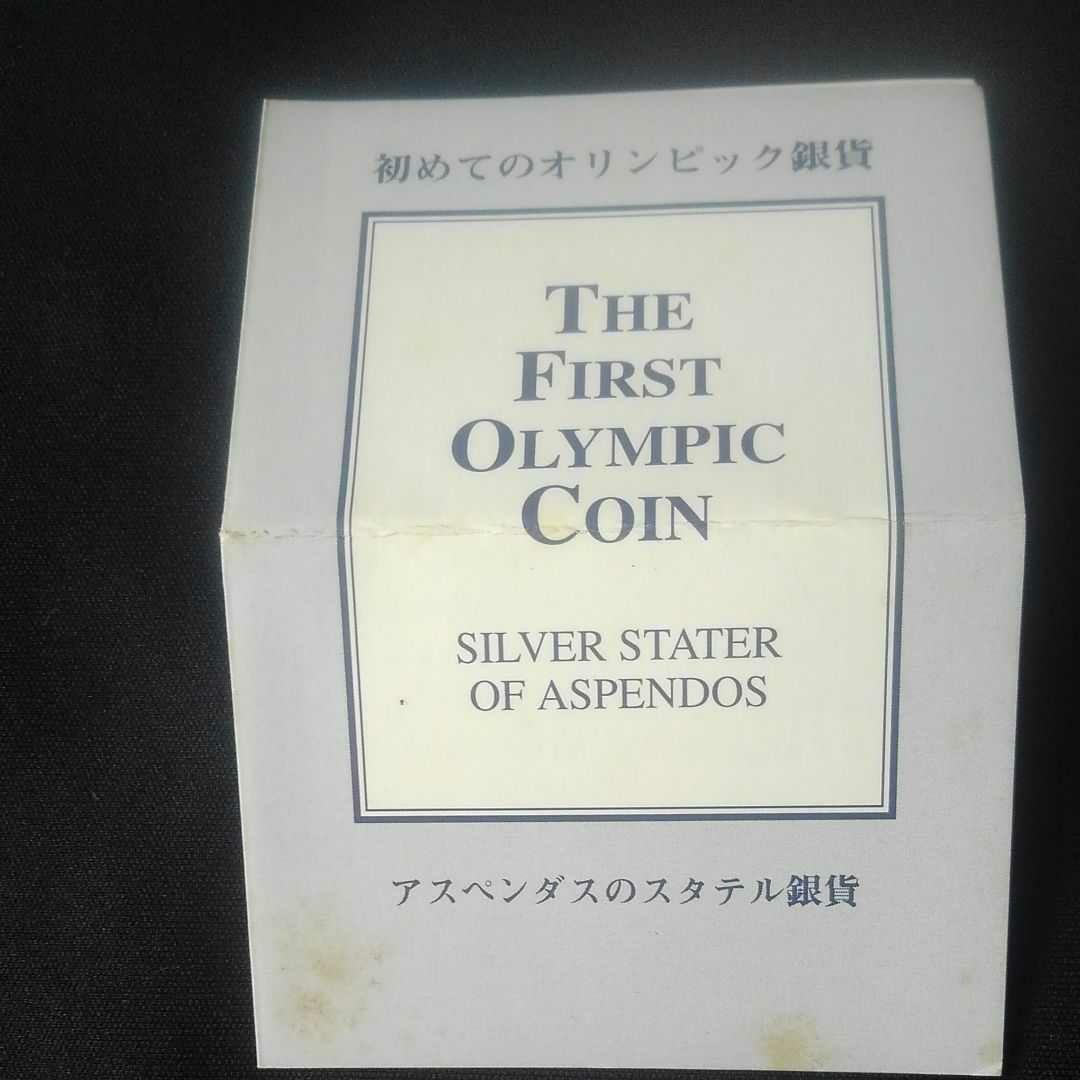 初めてのオリンピック銀貨
THE
FIRST
OLYMPIC
COIN
SILVER STATER
OF ASPENDOS
アスペンダスのスタテル銀貨